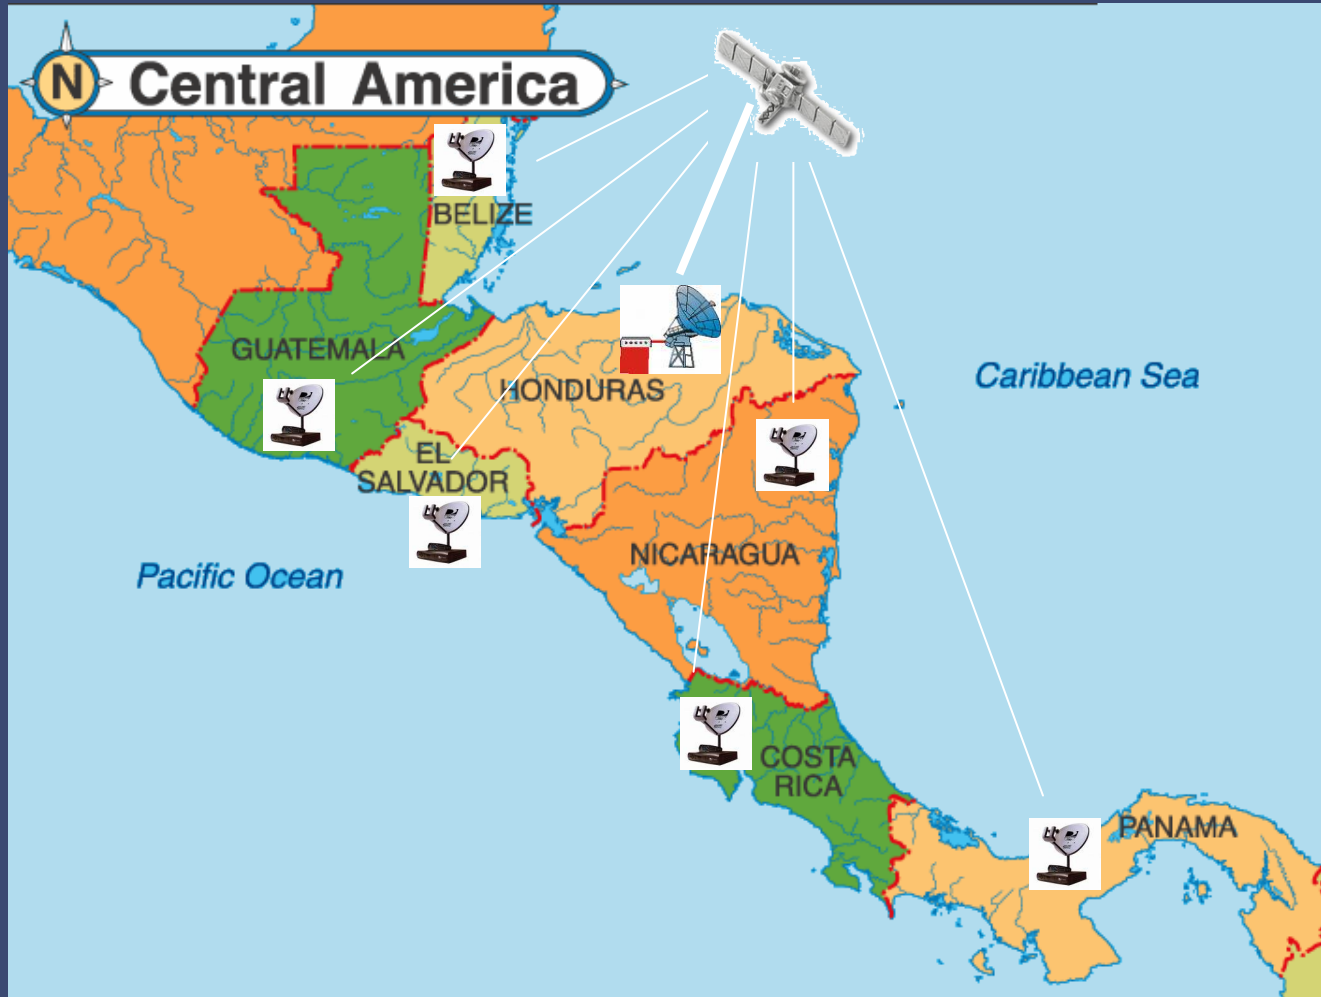 N Central America
BELIZE
GUATEMALA
HONDURAS
Caribbean Sea
EL
SALVADOR
NICARAGUA
Pacific Ocean
COSTA
RICA
PANAMA